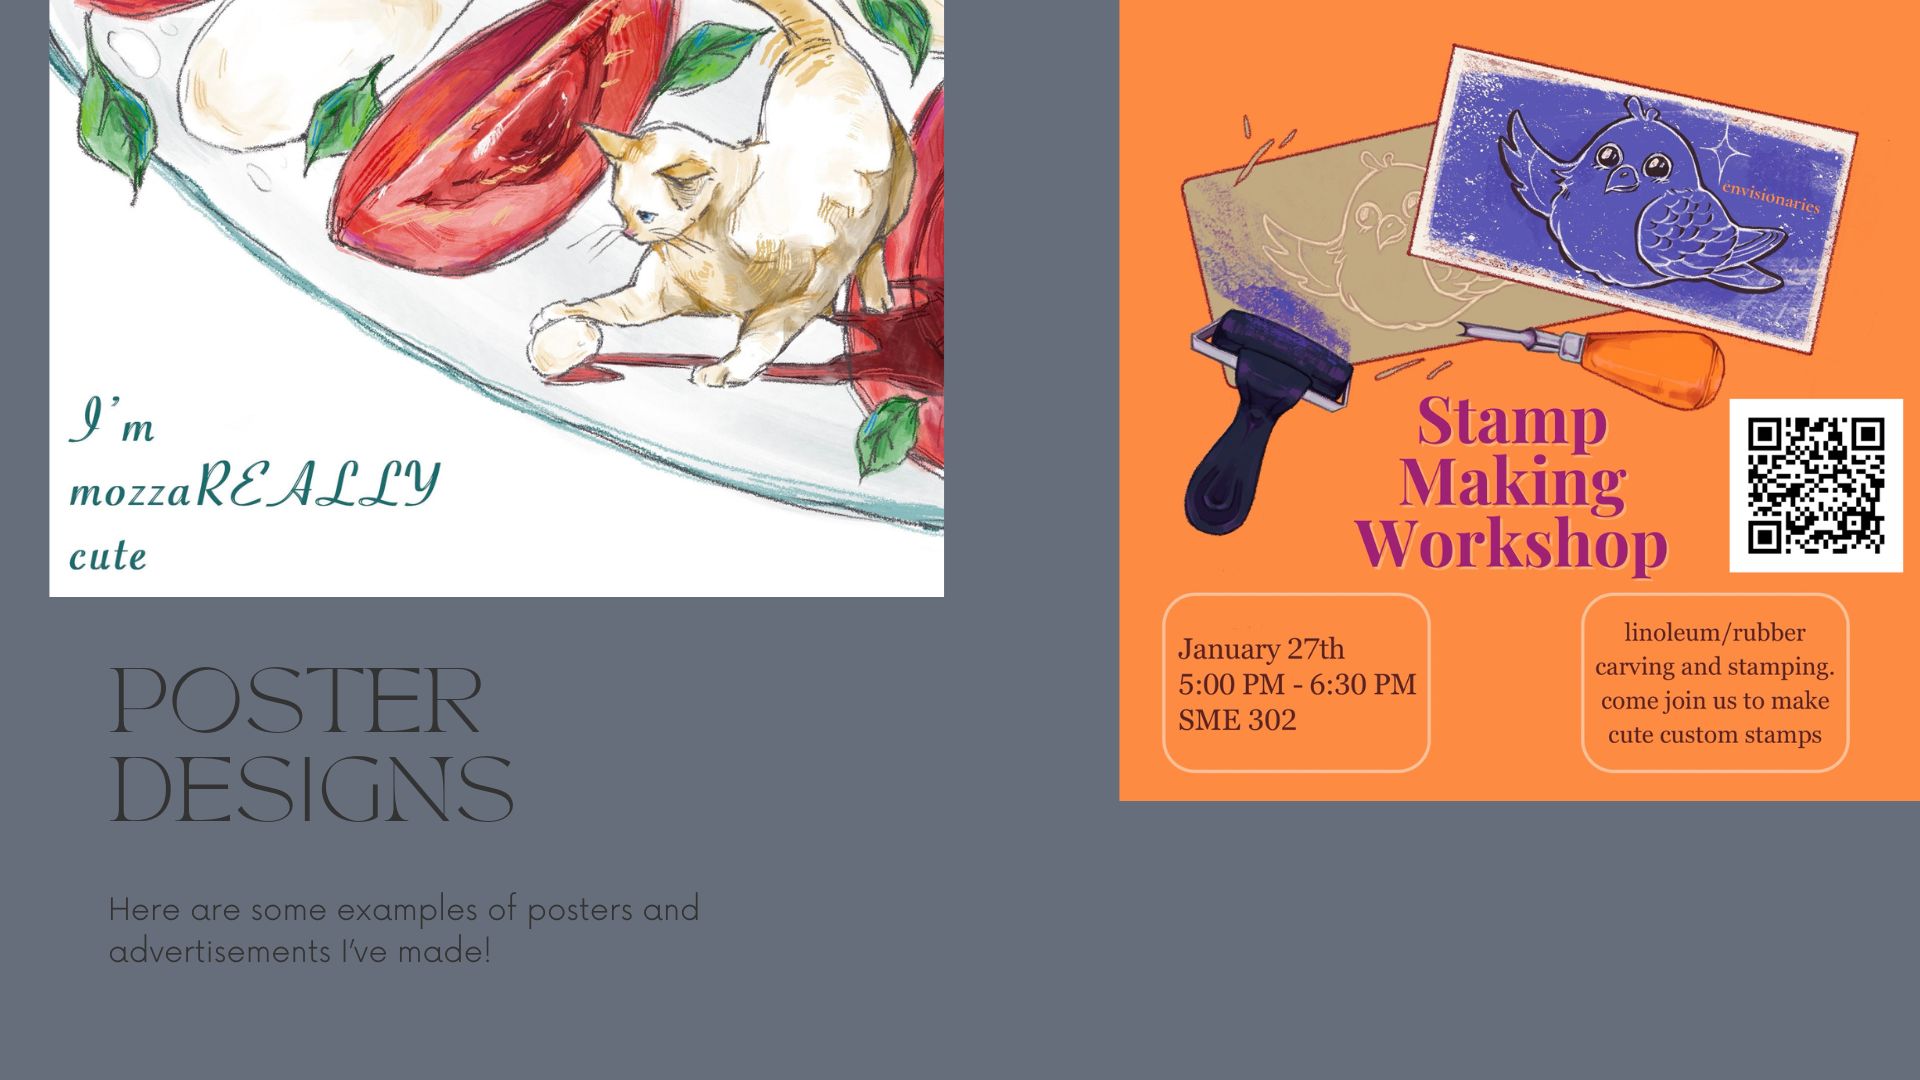 I'm
mozzaREALLY
cute
POSTER
DESIGNS
Here are some examples of posters and
advertisements I've made!
envisionaries
Stamp
Making
Workshop
January 27th
5:00 PM - 6:30 PM
SME 302
linoleum/rubber
carving and stamping.
come join us to make
cute custom stamps